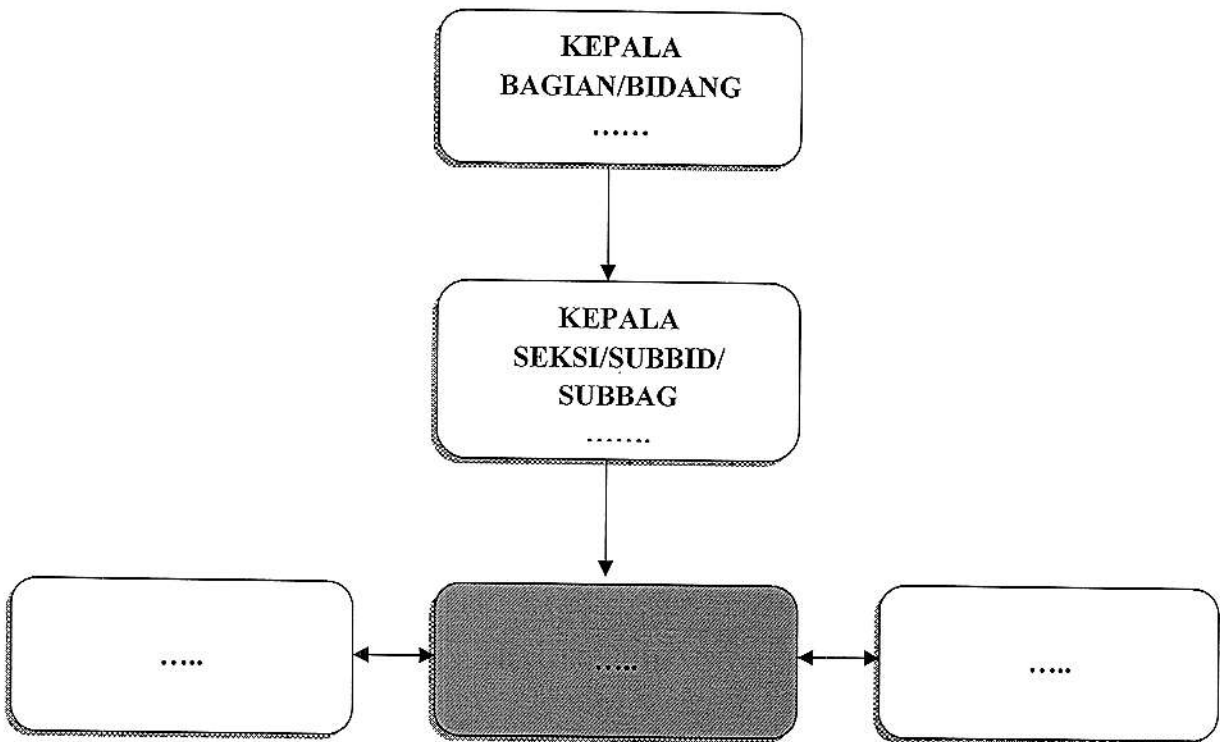 KEPALA
BAGIAN/BIDANG
......
KEPALA
SEKSI/SUBBID/
SUBBAG
.......
.....
.....
.....